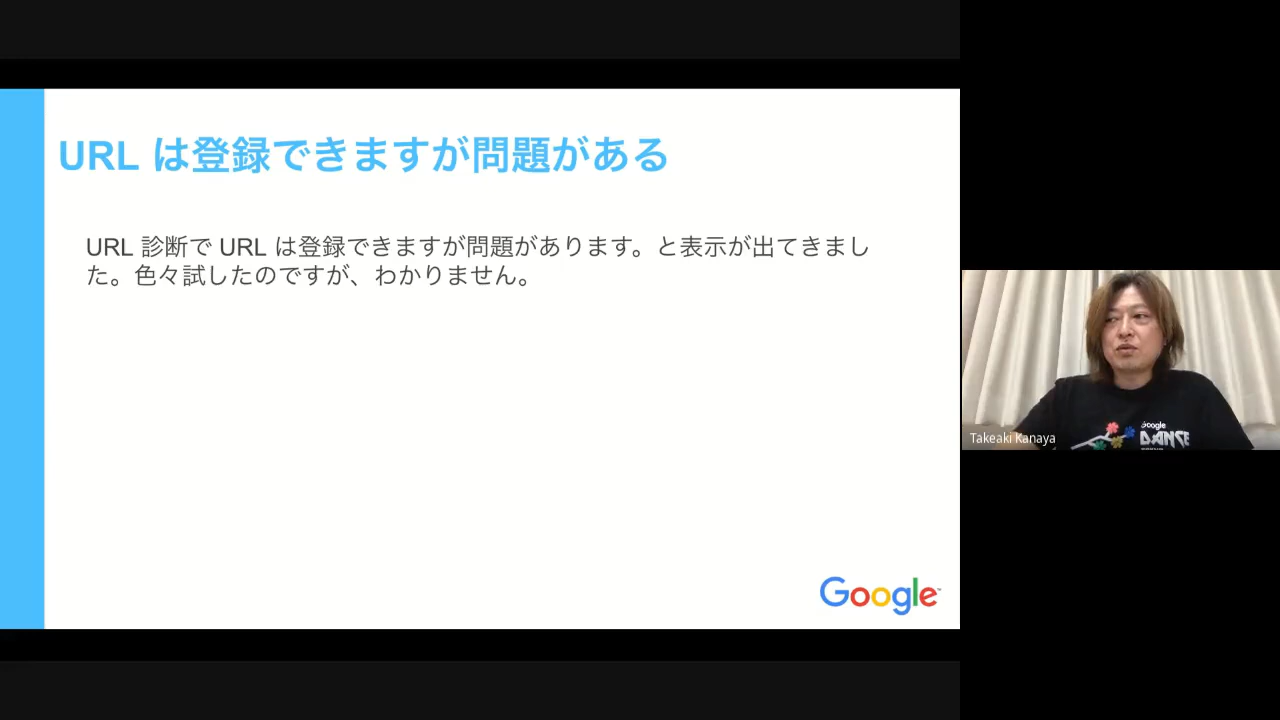 URL は登録できますが問題がある
URL 診断で URL は登録できますが問題があります。と表示が出てきまし
た。色々試したのですが、わかりません。
Google
Takeaki Kanaya
Google
DANCE